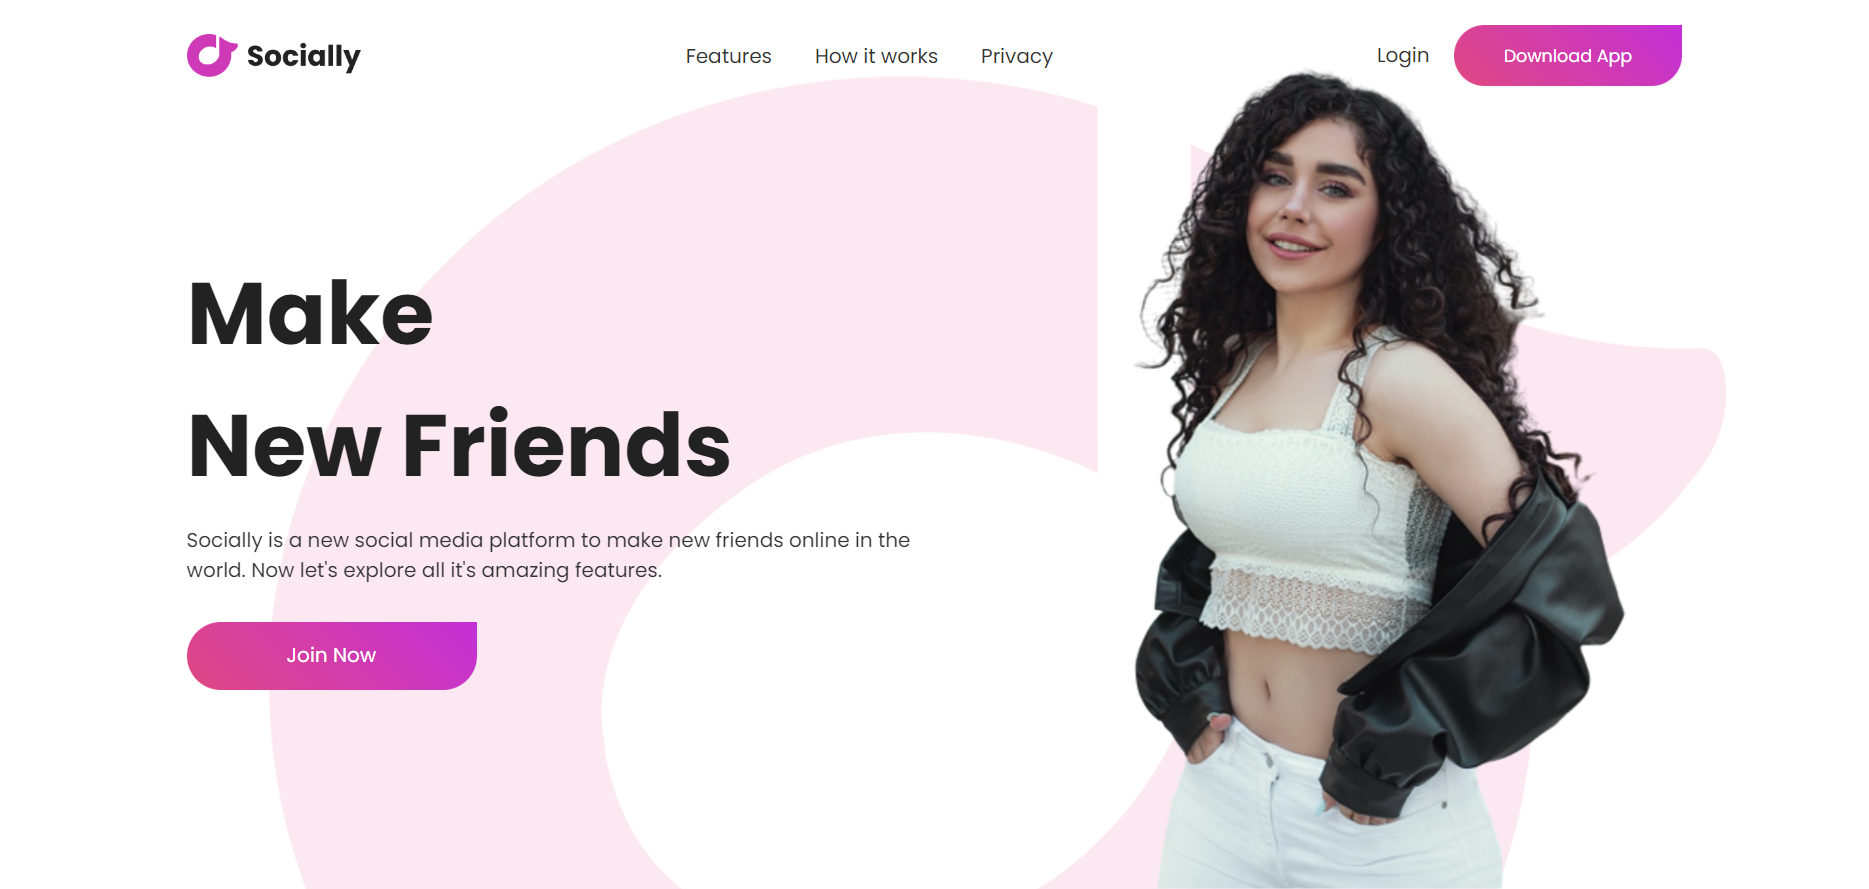 Socially
Features How it works Privacy
Login
Download App
Make
New Friends
Socially is a new social media platform to make new friends online in the
world. Now let's explore all it's amazing features.
Join Now